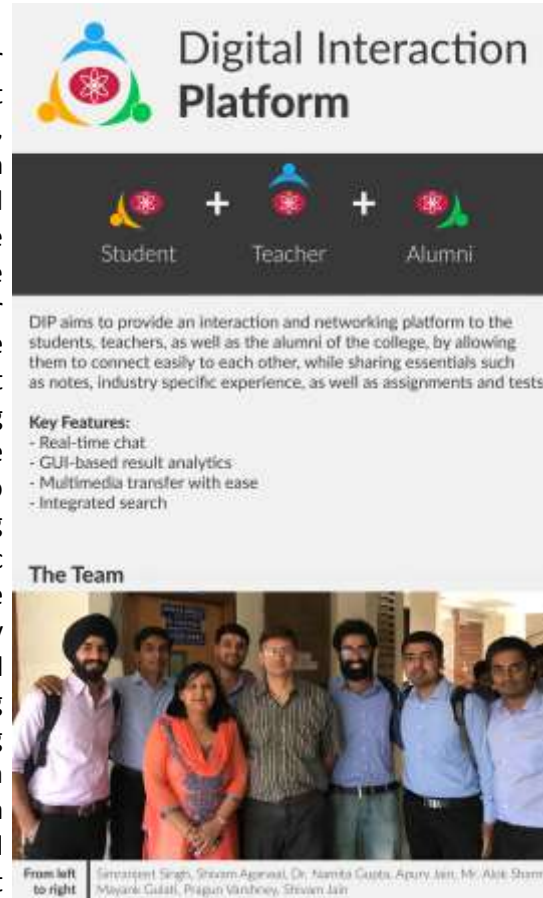 Digital Interaction
Platform
Student + Teacher + Alumni
DIP aims to provide an interaction and networking platform to the
students, teachers, as well as the alumni of the college, by allowing
them to connect easily to each other, while sharing essentials such
as notes, industry specific experience, as well as assignments and tests
Key Features:
- Real-time chat
- GUI-based result analytics
- Multimedia transfer with ease
- Integrated search
The Team
From left
to right
Simranjeet Singh, Shivam Agarwal, Dr. Namita Gupta, Apurv Jain, Mr. Alok Sharm
Mayank Gulati, Pragun Varshney, Shivam Jain